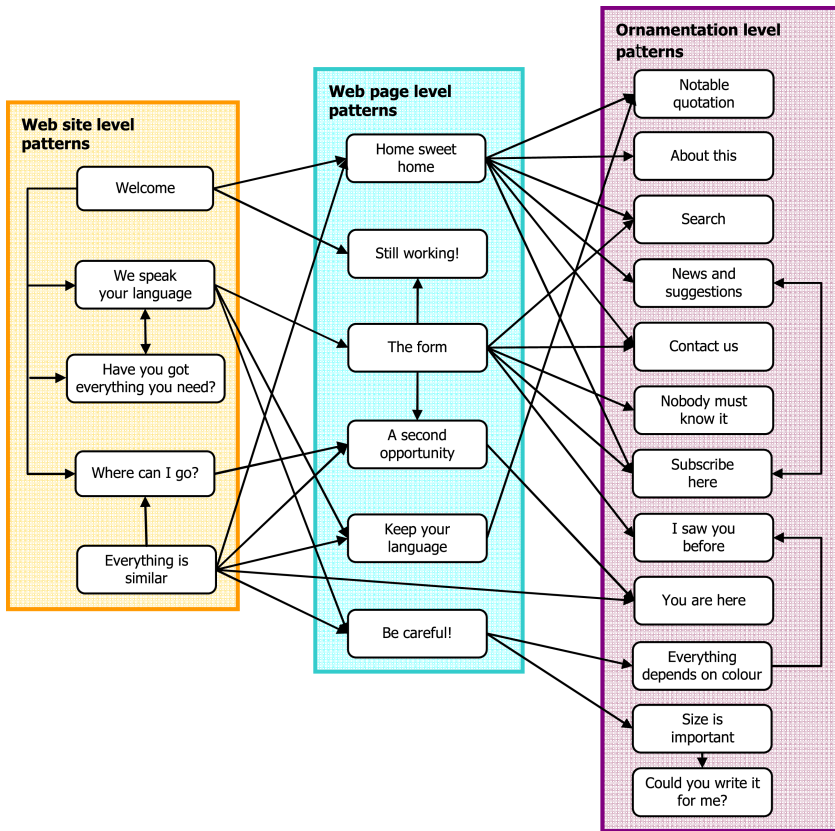 Web site level
patterns
Welcome
We speak
your language
Have you got
everything you need?
Where can I go?
Everything is
similar
Web page level
patterns
Home sweet
home
Still working!
The form
A second
opportunity
Keep your
language
Be careful!
Ornamentation level
patterns
Notable
quotation
About this
Search
News and
suggestions
Contact us
Nobody must
know it
Subscribe
here
I saw you
before
You are here
Everything
depends on colour
Size is
important
Could you write it
for me?